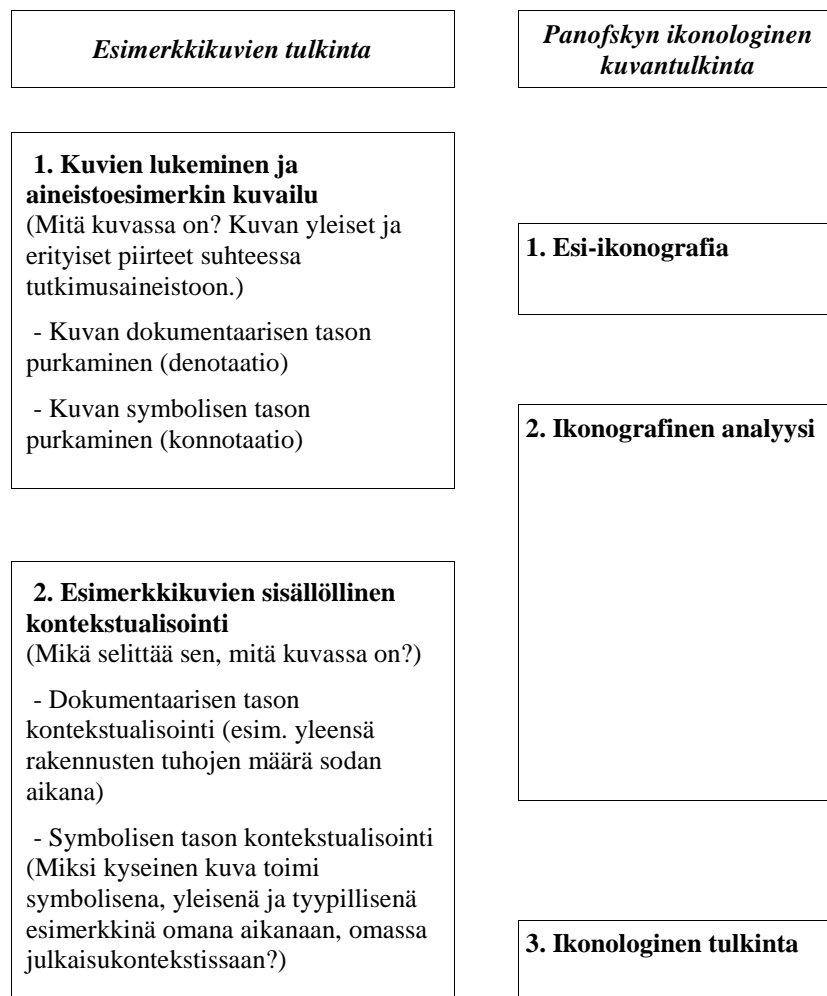 Esimerkkikuvien tulkinta
Panofskyn ikonologinen
kuvantulkinta
1. Kuvien lukeminen ja
aineistoesimerkin kuvailu
(Mitä kuvassa on? Kuvan yleiset ja
erityiset piirteet suhteessa
tutkimusaineistoon.)
- Kuvan dokumentaarisen tason
purkaminen (denotaatio)
- Kuvan symbolisen tason
purkaminen (konnotaatio)
1. Esi-ikonografia
2. Ikonografinen analyysi
2. Esimerkkikuvien sisällöllinen
kontekstualisointi
(Mikä selittää sen, mitä kuvassa on?)
- Dokumentaarisen tason
kontekstualisointi (esim. yleensä
rakennusten tuhojen määrä sodan
aikana)
- Symbolisen tason kontekstualisointi
(Miksi kyseinen kuva toimi
symbolisena, yleisenä ja tyypillisenä
esimerkkinä omana aikanaan, omassa
julkaisukontekstissaan?)
3. Ikonologinen tulkinta